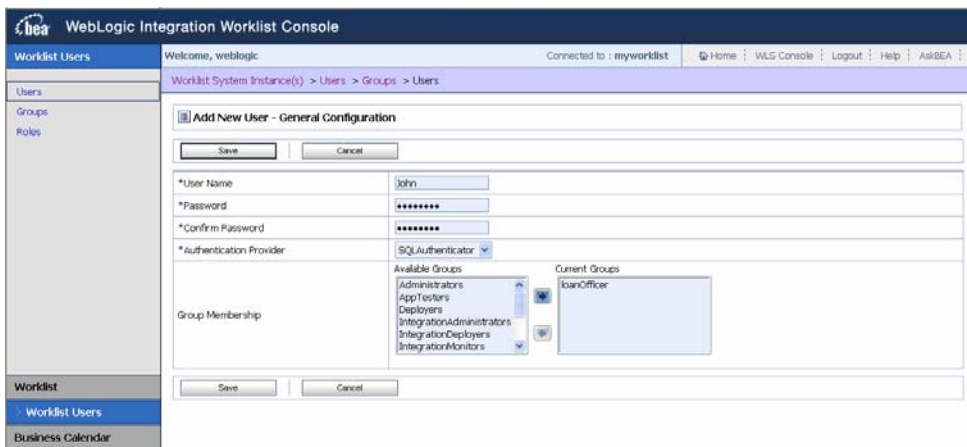 bea WebLogic Integration Worklist Console
Worklist Users
Welcome, weblogic
Connected to : myworklist
Home
WLS Console
Logout
Help
AskBEA
Worklist System Instance(s) > Users > Groups > Users
Users
Groups
Roles
Add New User - General Configuration
Save
Cancel
*User Name
John
*Password
••••••••
*Confirm Password
••••••••
*Authentication Provider
SQLAuthenticator
Group Membership
Available Groups
Administrators
AppTesters
Deployers
IntegrationAdministrators
IntegrationDeployers
IntegrationMonitors
Current Groups
loanOfficer
Save
Cancel
Worklist
Worklist Users
Business Calendar